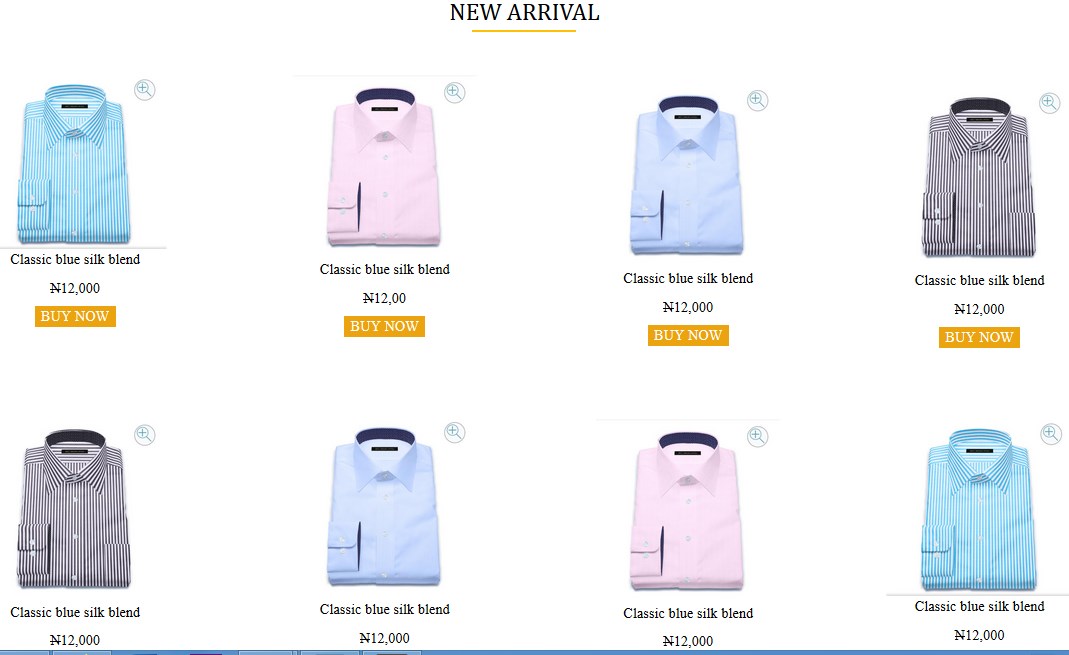 NEW ARRIVAL
Classic blue silk blend
₦12,000
BUY NOW
Classic blue silk blend
₦12,00
BUY NOW
Classic blue silk blend
₦12,000
BUY NOW
Classic blue silk blend
₦12,000
BUY NOW
Classic blue silk blend
₦12,000
Classic blue silk blend
₦12,000
Classic blue silk blend
₦12,000
Classic blue silk blend
₦12,000